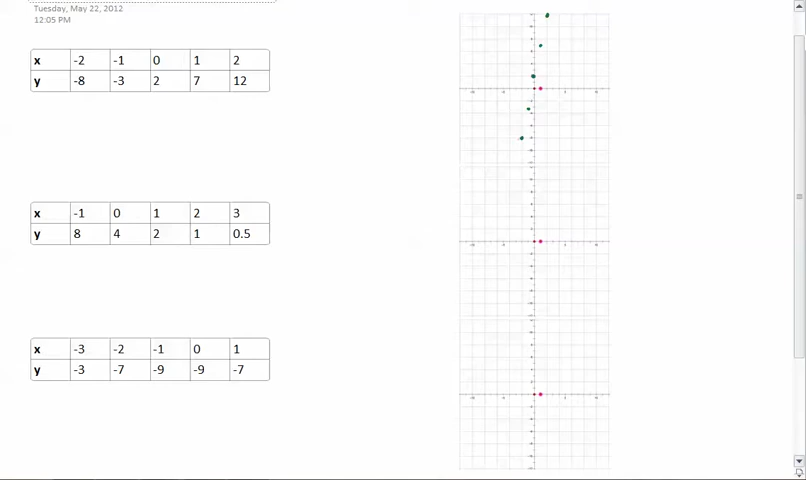 Tuesday, May 22, 2012
12:05 PM
x -2 -1 0 1 2
y -8 -3 2 7 12
x -1 0 1 2 3
y 8 4 2 1 0.5
x -3 -2 -1 0 1
y -3 -7 -9 -9 -7